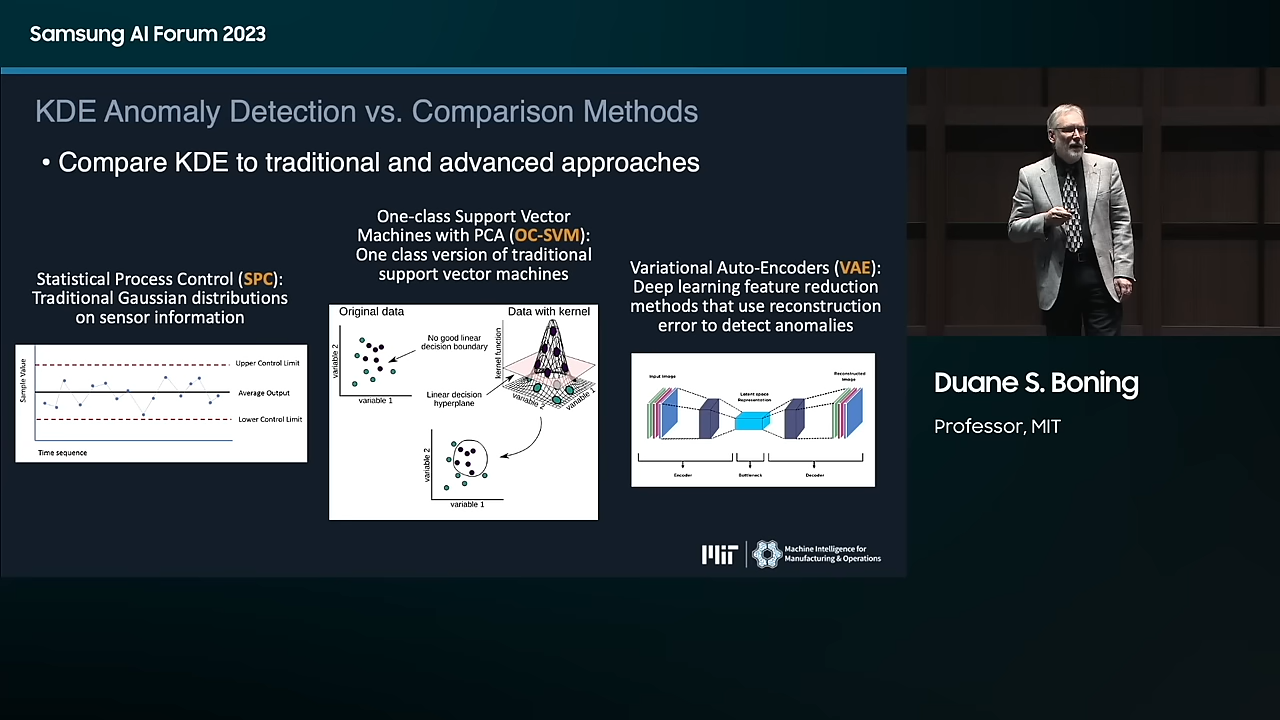 Samsung AI Forum 2023
KDE Anomaly Detection vs. Comparison Methods
• Compare KDE to traditional and advanced approaches
Statistical Process Control (SPC):
Traditional Gaussian distributions
on sensor information
Sample Value
Upper Control Limit
Average Output
Lower Control Limit
Time sequence
One-class Support Vector
Machines with PCA (OC-SVM):
One class version of traditional
support vector machines
Original data
Data with kernel
variable 2
No good linear
decision boundary
kernel function
Linear decision
hyperplane
variable 1
variable 2
variable 1
variable 2
variable 1
Variational Auto-Encoders (VAE):
Deep learning feature reduction
methods that use reconstruction
error to detect anomalies
Input Image
Latent space
Representation
Reconstructed
Image
Encoder
Bottleneck
Decoder
MIT
Machine Intelligence for
Manufacturing & Operations
Duane S. Boning
Professor, MIT